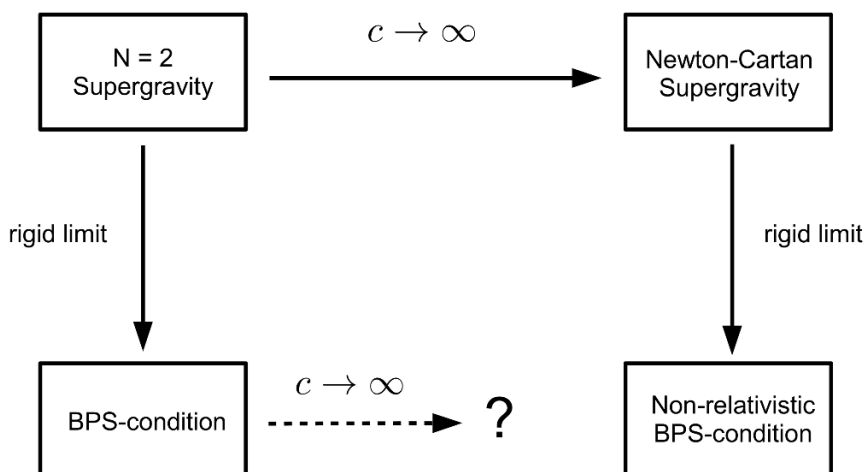 N = 2
Supergravity
c → ∞
Newton-Cartan
Supergravity
rigid limit
rigid limit
BPS-condition
c → ∞
?
Non-relativistic
BPS-condition